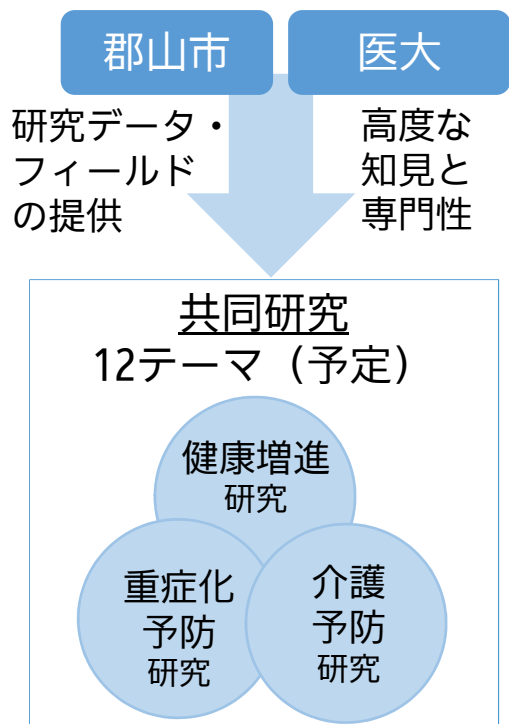 郡山市
医大
研究データ・
フィールド
の提供
高度な
知見と
専門性
共同研究
12テーマ（予定）
健康増進
研究
重症化
予防
研究
介護
予防
研究